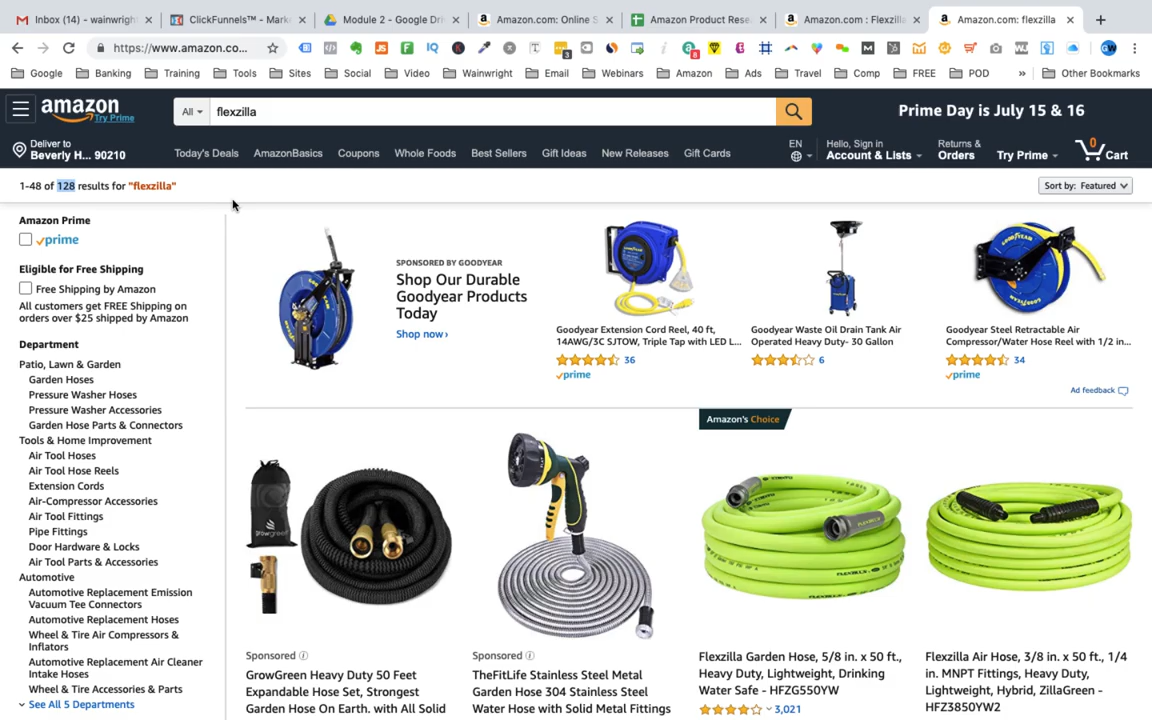 Inbox (14) - wainwrigh
ClickFunnels™ - Marke
Module 2 - Google Dri
Amazon.com: Online S
Amazon Product Rese
Amazon.com : Flexzilla
Amazon.com: flexzilla
https://www.amazon.co...
Google
Banking
Training
Tools
Sites
Social
Video
Wainwright
Email
Webinars
Amazon
Ads
Travel
Comp
FREE
POD
Other Bookmarks
amazon
Try Prime
All
flexzilla
Prime Day is July 15 & 16
Deliver to
Beverly H... 90210
Today's Deals
AmazonBasics
Coupons
Whole Foods
Best Sellers
Gift Ideas
New Releases
Gift Cards
EN
Hello, Sign in
Account & Lists
Returns &
Orders
Try Prime
0
Cart
1-48 of 128 results for "flexzilla"
Sort by: Featured
Amazon Prime
prime
Eligible for Free Shipping
Free Shipping by Amazon
All customers get FREE Shipping on
orders over $25 shipped by Amazon
Department
Patio, Lawn & Garden
Garden Hoses
Pressure Washer Hoses
Pressure Washer Accessories
Garden Hose Parts & Connectors
Tools & Home Improvement
Air Tool Hoses
Air Tool Hose Reels
Extension Cords
Air-Compressor Accessories
Air Tool Fittings
Pipe Fittings
Door Hardware & Locks
Air Tool Parts & Accessories
Automotive
Automotive Replacement Emission
Vacuum Tee Connectors
Automotive Replacement Hoses
Wheel & Tire Air Compressors &
Inflators
Automotive Replacement Air Cleaner
Intake Hoses
Wheel & Tire Accessories & Parts
See All 5 Departments
SPONSORED BY GOODYEAR
Shop Our Durable
Goodyear Products
Today
Shop now ›
Goodyear Extension Cord Reel, 40 ft,
14AWG/3C SJTOW, Triple Tap with LED L...
36
prime
Goodyear Waste Oil Drain Tank Air
Operated Heavy Duty- 30 Gallon
6
Goodyear Steel Retractable Air
Compressor/Water Hose Reel with 1/2 in...
34
prime
Ad feedback
Amazon's Choice
Sponsored
GrowGreen Heavy Duty 50 Feet
Expandable Hose Set, Strongest
Garden Hose On Earth. with All Solid
Sponsored
TheFitLife Stainless Steel Metal
Garden Hose 304 Stainless Steel
Water Hose with Solid Metal Fittings
Flexzilla Garden Hose, 5/8 in. x 50 ft.,
Heavy Duty, Lightweight, Drinking
Water Safe - HFZG550YW
3,021
Flexzilla Air Hose, 3/8 in. x 50 ft., 1/4
in. MNPT Fittings, Heavy Duty,
Lightweight, Hybrid, ZillaGreen -
HFZ3850YW2